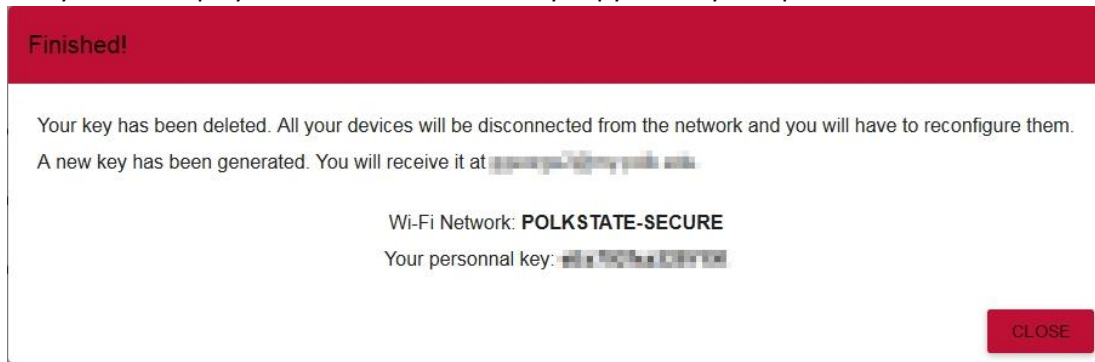 Finished!
Your key has been deleted. All your devices will be disconnected from the network and you will have to reconfigure them.
A new key has been generated. You will receive it at
Wi-Fi Network: POLKSTATE-SECURE
Your personnal key:
CLOSE